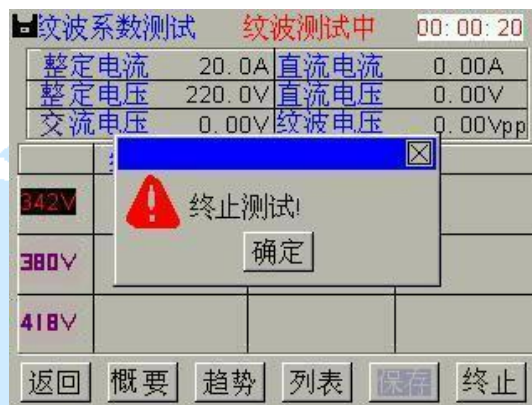 纹波系数测试 纹波测试中 00:00:20
整定电流 20.0A 直流电流 0.00A
整定电压 220.0V 直流电压 0.00V
交流电压 0.00V 纹波电压 0.00Vpp
342V
终止测试!
确定
380V
418V
返回 概要 趋势 列表 保存 终止